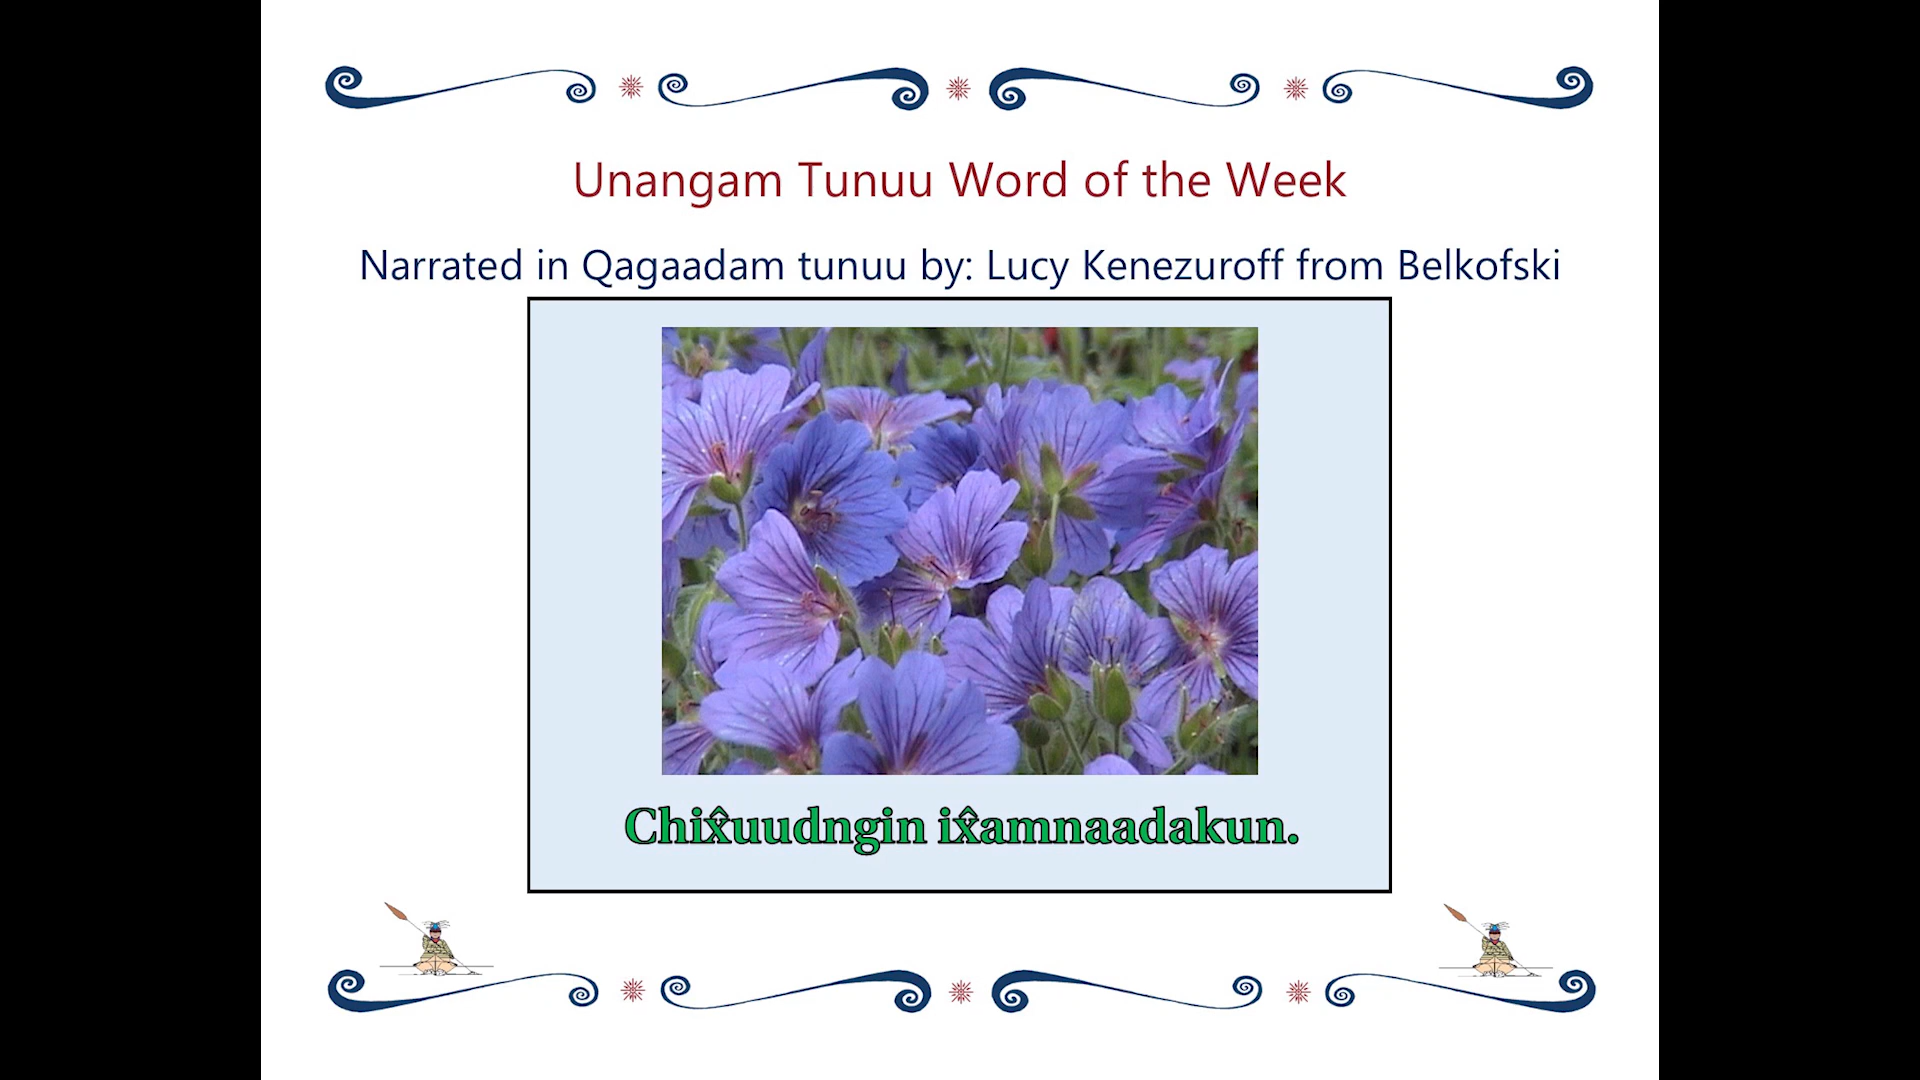 Unangam Tunuu Word of the Week
Narrated in Qagaadam tunuu by: Lucy Kenezuroff from Belkofski
Chix̂uudngin ix̂amnaadakun.